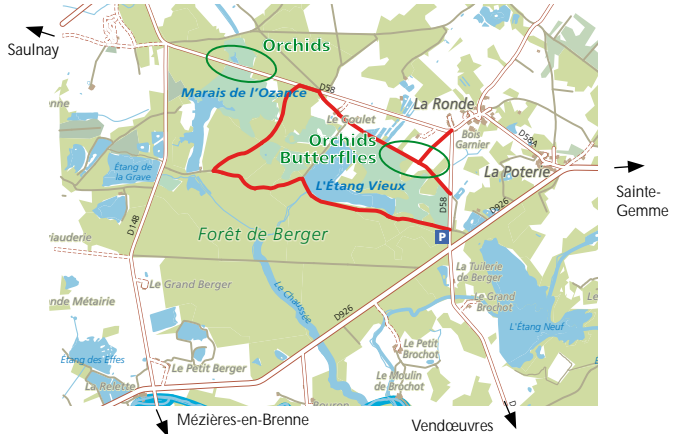 Saulnay
Orchids
Marais de l'Ozance
D58
La Ronde
Le Goulet
Orchids
Butterflies
Bois
Garnier
D58A
La Poterie
Étang de
la Grave
L'Étang Vieux
Sainte-
Gemme
D58
D926
P
D14B
Forêt de Berger
La Tuilerie
de Berger
Le Grand Berger
Le Chaussée
Le Grand
Brochot
D926
L'Étang Neuf
Le Petit
Brochot
Étang des Effes
Le Petit Berger
Le Moulin
de Brochot
Mézières-en-Brenne
Vendœuvres